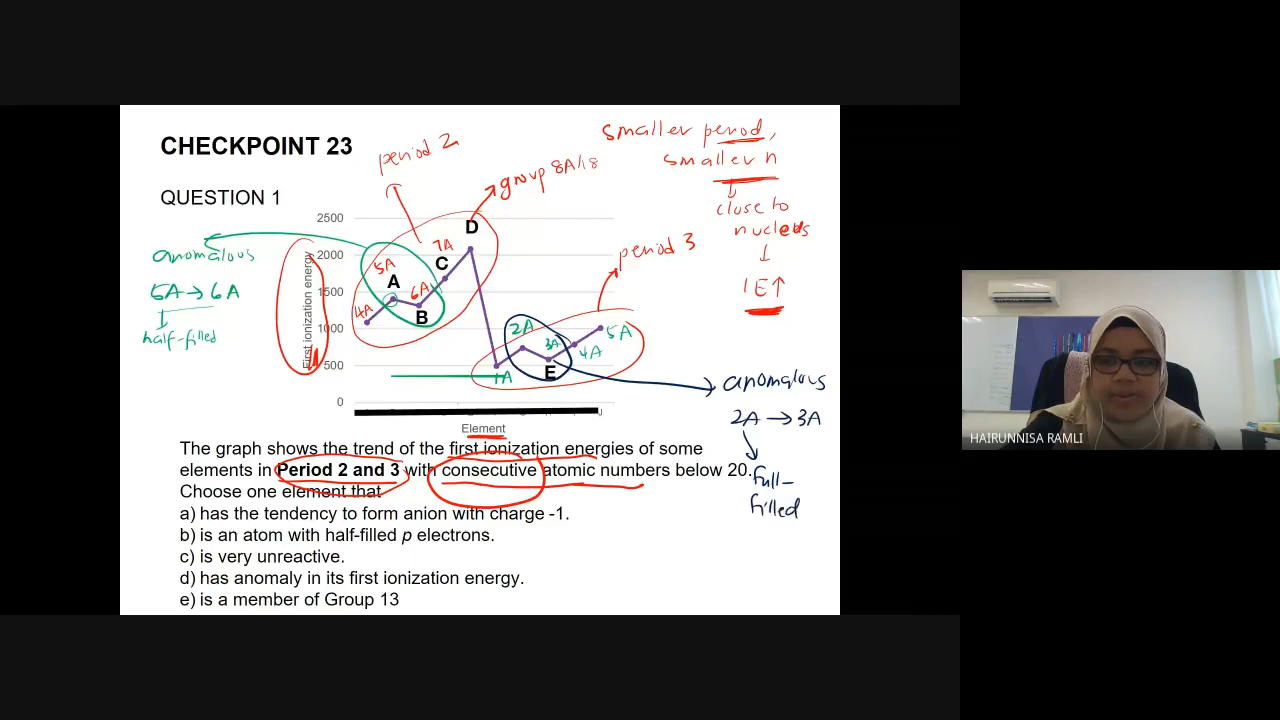 CHECKPOINT 23
QUESTION 1
period 2
group 8A/18
smaller period,
smaller n
close to
nucleus
IE↑
period 3
anomalous
5A → 6A
half-filled
First ionization energy
2500
2000
1500
1000
500
0
4A
5A
A
6A
B
7A
C
D
1A
2A
3A
E
4A
5A
Element
anomalous
2A → 3A
full-
filled
The graph shows the trend of the first ionization energies of some
elements in Period 2 and 3 with consecutive atomic numbers below 20.
Choose one element that
a) has the tendency to form anion with charge -1.
b) is an atom with half-filled p electrons.
c) is very unreactive.
d) has anomaly in its first ionization energy.
e) is a member of Group 13
HAIRUNNISA RAMLI